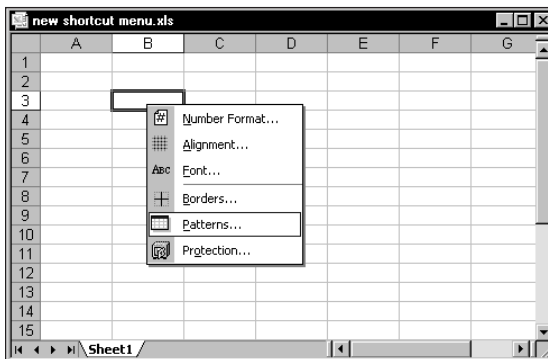 new shortcut menu.xls
A B C D E F G
1
2
3
4
# Number Format...
5
Alignment...
6
7
ABC Font...
8
Borders...
9
Patterns...
10
11
Protection...
12
13
14
15
Sheet1